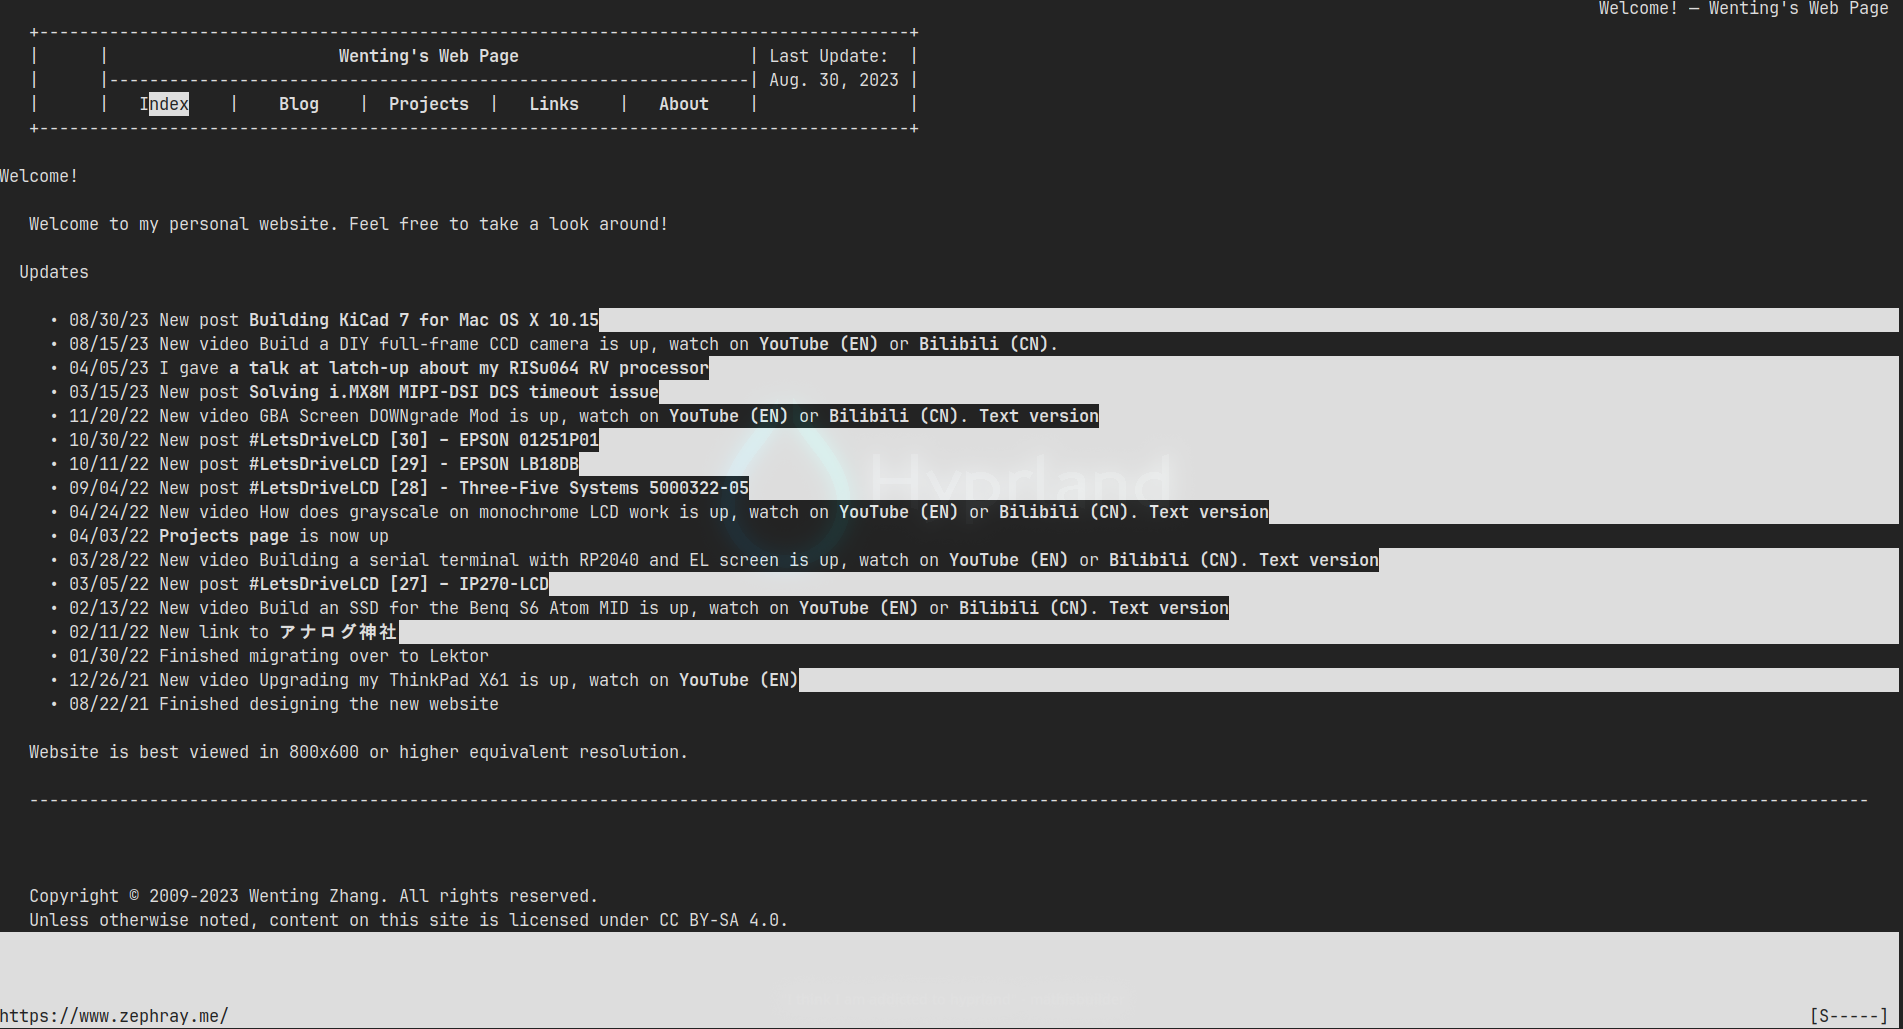 Welcome! — Wenting's Web Page
+---------------------------------------------------------------------------------------+
|      |                       Wenting's Web Page                       | Last Update:  |
|      |----------------------------------------------------------------| Aug. 30, 2023 |
|      |   Index    |    Blog    |  Projects  |   Links    |   About    |               |
+---------------------------------------------------------------------------------------+
Welcome!
Welcome to my personal website. Feel free to take a look around!
Updates
• 08/30/23 New post Building KiCad 7 for Mac OS X 10.15
• 08/15/23 New video Build a DIY full-frame CCD camera is up, watch on YouTube (EN) or Bilibili (CN).
• 04/05/23 I gave a talk at latch-up about my RISu064 RV processor
• 03/15/23 New post Solving i.MX8M MIPI-DSI DCS timeout issue
• 11/20/22 New video GBA Screen DOWNgrade Mod is up, watch on YouTube (EN) or Bilibili (CN). Text version
• 10/30/22 New post #LetsDriveLCD [30] – EPSON 01251P01
• 10/11/22 New post #LetsDriveLCD [29] - EPSON LB18DB
• 09/04/22 New post #LetsDriveLCD [28] - Three-Five Systems 5000322-05
Hyprland
• 04/24/22 New video How does grayscale on monochrome LCD work is up, watch on YouTube (EN) or Bilibili (CN). Text version
• 04/03/22 Projects page is now up
• 03/28/22 New video Building a serial terminal with RP2040 and EL screen is up, watch on YouTube (EN) or Bilibili (CN). Text version
• 03/05/22 New post #LetsDriveLCD [27] – IP270-LCD
• 02/13/22 New video Build an SSD for the Benq S6 Atom MID is up, watch on YouTube (EN) or Bilibili (CN). Text version
• 02/11/22 New link to アナログ神社
• 01/30/22 Finished migrating over to Lektor
• 12/26/21 New video Upgrading my ThinkPad X61 is up, watch on YouTube (EN)
• 08/22/21 Finished designing the new website
Website is best viewed in 800x600 or higher equivalent resolution.
----------------------------------------------------------------------------------------------------------------------------------------------------------------------------------------
Copyright © 2009-2023 Wenting Zhang. All rights reserved.
Unless otherwise noted, content on this site is licensed under CC BY-SA 4.0.
https://www.zephray.me/ [S-----]